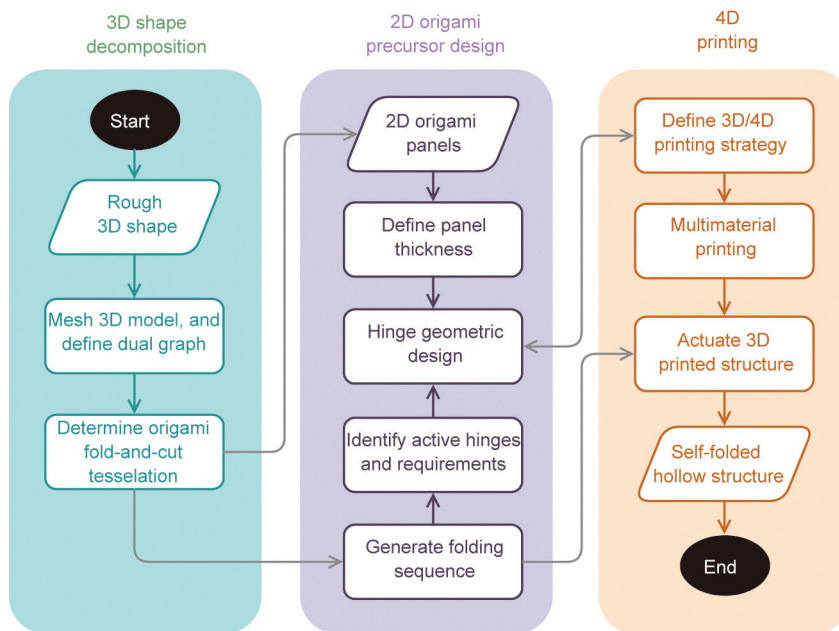 3D shape
decomposition
Start
Rough
3D shape
Mesh 3D model, and
define dual graph
Determine origami
fold-and-cut
tesselation
2D origami
precursor design
2D origami
panels
Define panel
thickness
Hinge geometric
design
Identify active hinges
and requirements
Generate folding
sequence
4D
printing
Define 3D/4D
printing strategy
Multimaterial
printing
Actuate 3D
printed structure
Self-folded
hollow structure
End